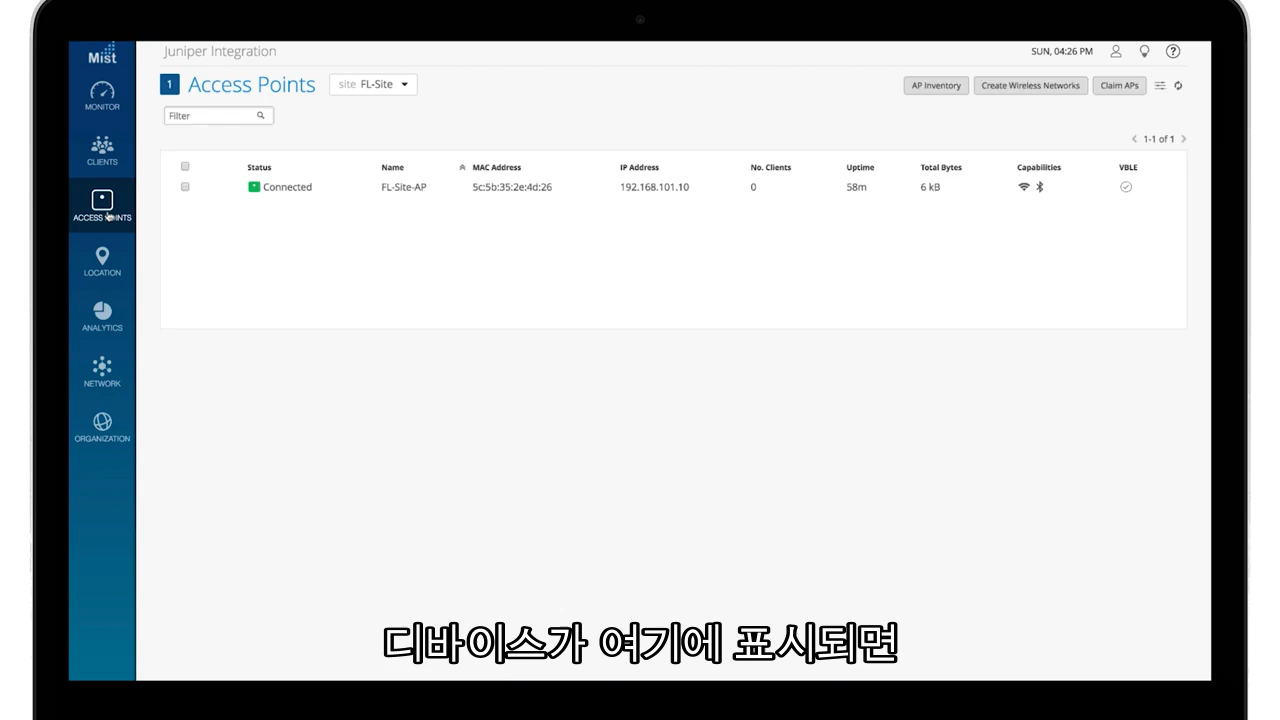 Mist
Juniper Integration
SUN, 04:26 PM
?
1 Access Points
site FL-Site
AP Inventory
Create Wireless Networks
Claim APs
Filter
1-1 of 1
MONITOR
CLIENTS
ACCESS POINTS
LOCATION
ANALYTICS
NETWORK
ORGANIZATION
Status Name MAC Address IP Address No. Clients Uptime Total Bytes Capabilities VBLE
Connected FL-Site-AP 5c:5b:35:2e:4d:26 192.168.101.10 0 58m 6 kB
디바이스가 여기에 표시되면